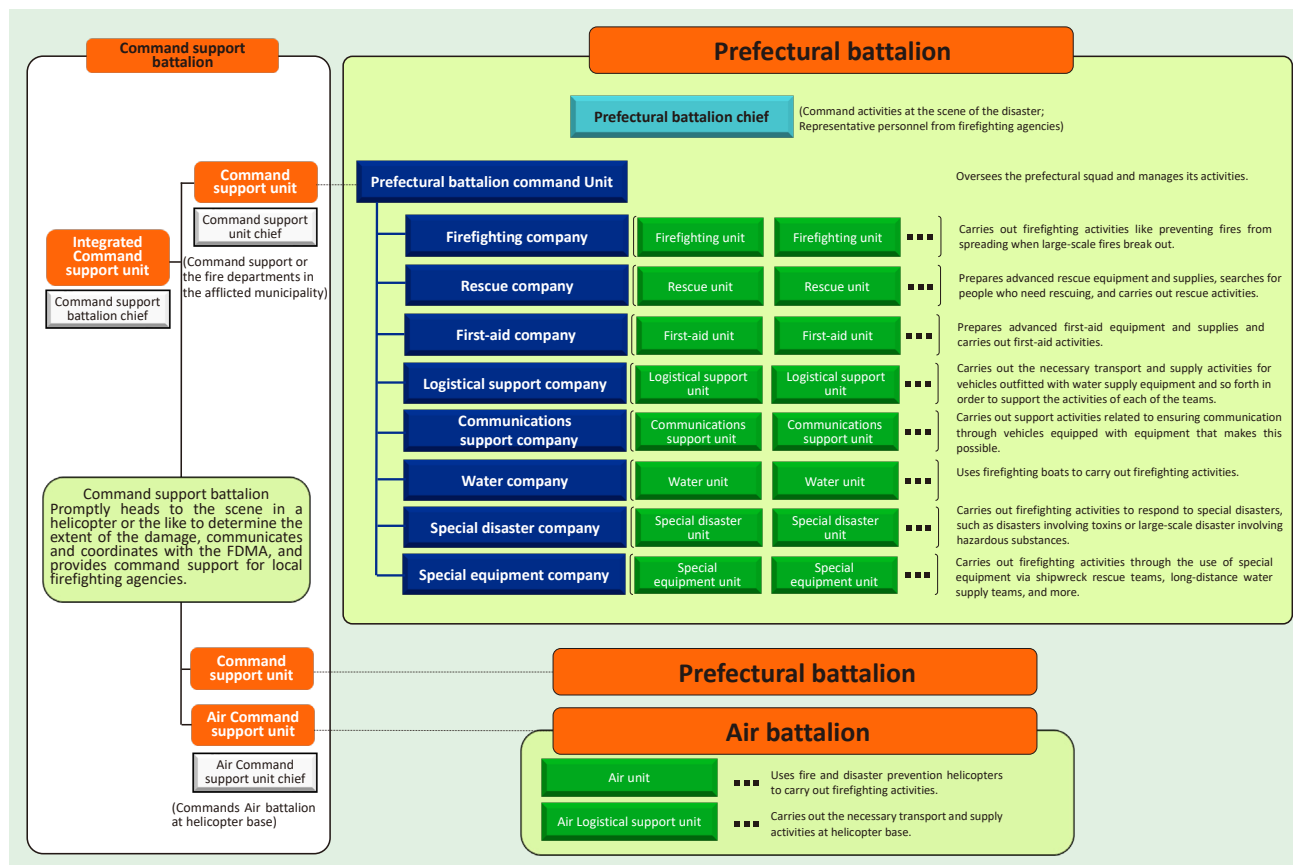 Command support
battalion
Command
support unit
Command support
unit chief
(Command support or
the fire departments in
the afflicted municipality)
Integrated
Command
support unit
Command support
battalion chief
Command support battalion
Promptly heads to the scene in a
helicopter or the like to determine the
extent of the damage, communicates
and coordinates with the FDMA, and
provides command support for local
firefighting agencies.
Command
support unit
Air Command
support unit
Air Command
support unit chief
(Commands Air battalion
at helicopter base)
Prefectural battalion
Prefectural battalion chief
(Command activities at the scene of the disaster;
Representative personnel from firefighting agencies)
Prefectural battalion command Unit
Oversees the prefectural squad and manages its activities.
Firefighting company
Firefighting unit
Firefighting unit
Carries out firefighting activities like preventing fires from
spreading when large-scale fires break out.
Rescue company
Rescue unit
Rescue unit
Prepares advanced rescue equipment and supplies, searches for
people who need rescuing, and carries out rescue activities.
First-aid company
First-aid unit
First-aid unit
Prepares advanced first-aid equipment and supplies and
carries out first-aid activities.
Logistical support company
Logistical support
unit
Logistical support
unit
Carries out the necessary transport and supply activities for
vehicles outfitted with water supply equipment and so forth in
order to support the activities of each of the teams.
Communications
support company
Communications
support unit
Communications
support unit
Carries out support activities related to ensuring communication
through vehicles equipped with equipment that makes this
possible.
Water company
Water unit
Water unit
Uses firefighting boats to carry out firefighting activities.
Special disaster company
Special disaster
unit
Special disaster
unit
Carries out firefighting activities to respond to special disasters,
such as disasters involving toxins or large-scale disaster involving
hazardous substances.
Special equipment company
Special
equipment unit
Special
equipment unit
Carries out firefighting activities through the use of special
equipment via shipwreck rescue teams, long-distance water
supply teams, and more.
Prefectural battalion
Air battalion
Air unit
Uses fire and disaster prevention helicopters
to carry out firefighting activities.
Air Logistical support unit
Carries out the necessary transport and supply
activities at helicopter base.